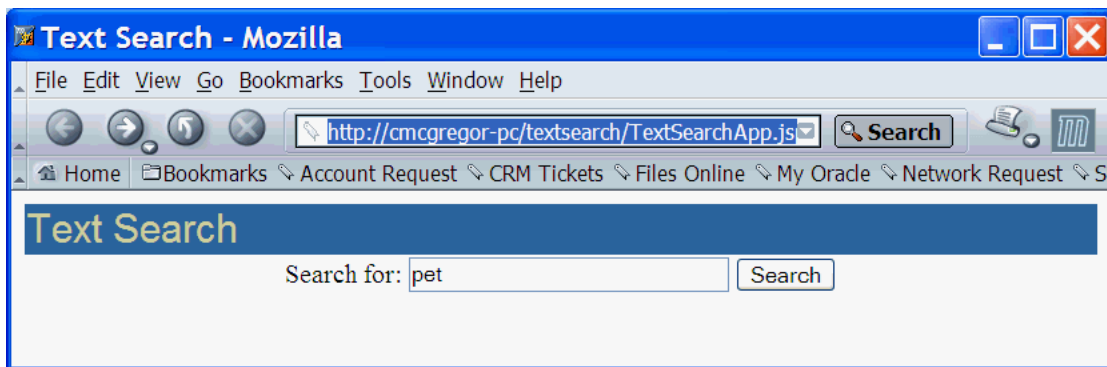 Text Search - Mozilla
File Edit View Go Bookmarks Tools Window Help
http://cmcgregor-pc/textsearch/TextSearchApp.js Search
Home Bookmarks Account Request CRM Tickets Files Online My Oracle Network Request S
Text Search
Search for: pet Search